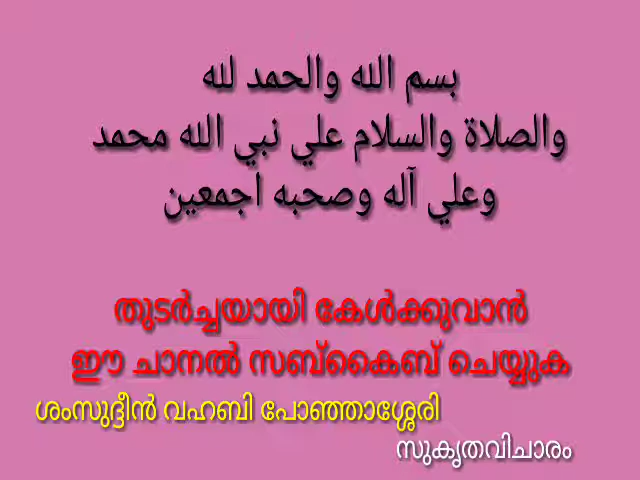 بسم الله والحمد لله
والصلاة والسلام علي نبي الله محمد
وعلي آله وصحبه اجمعين
തുടർച്ചയായി കേൾക്കുവാൻ
ഈ ചാനൽ സബ്കൈബ് ചെയ്യുക
ശംസുദ്ദീൻ വഹബി പോഞ്ഞാശ്ശേരി
സുകൃതവിചാരം